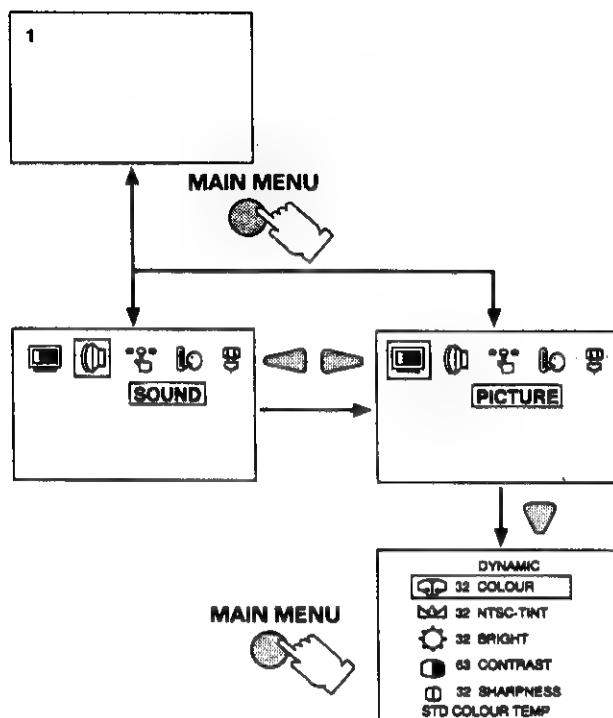 1
MAIN MENU
SOUND
PICTURE
DYNAMIC
32 COLOUR
32 NTSC-TINT
32 BRIGHT
63 CONTRAST
32 SHARPNESS
STD COLOUR TEMP
MAIN MENU